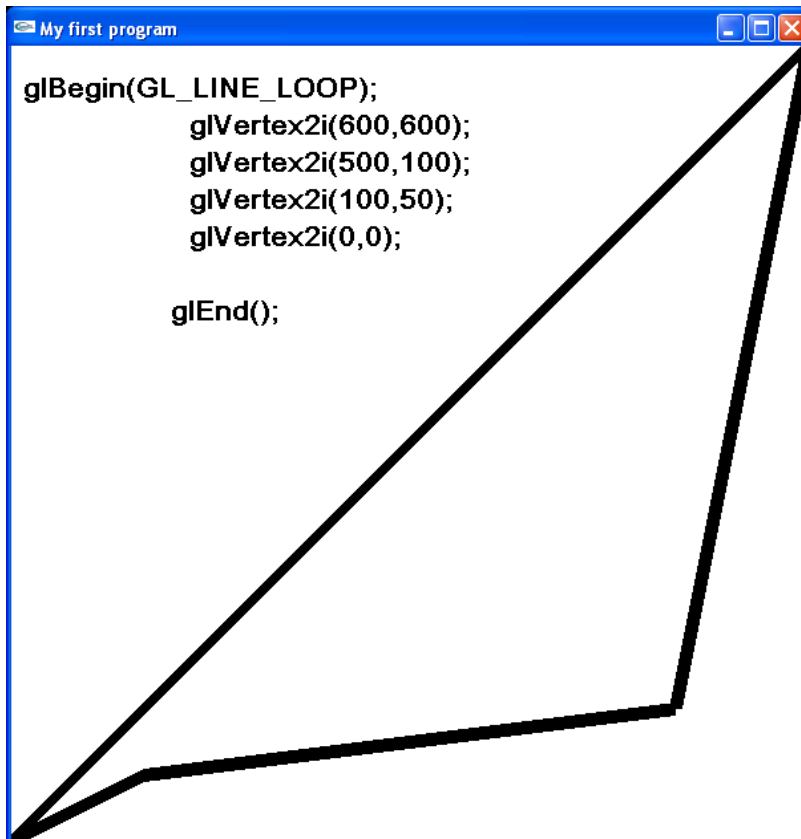 My first program
glBegin(GL_LINE_LOOP);
glVertex2i(600,600);
glVertex2i(500,100);
glVertex2i(100,50);
glVertex2i(0,0);
glEnd();